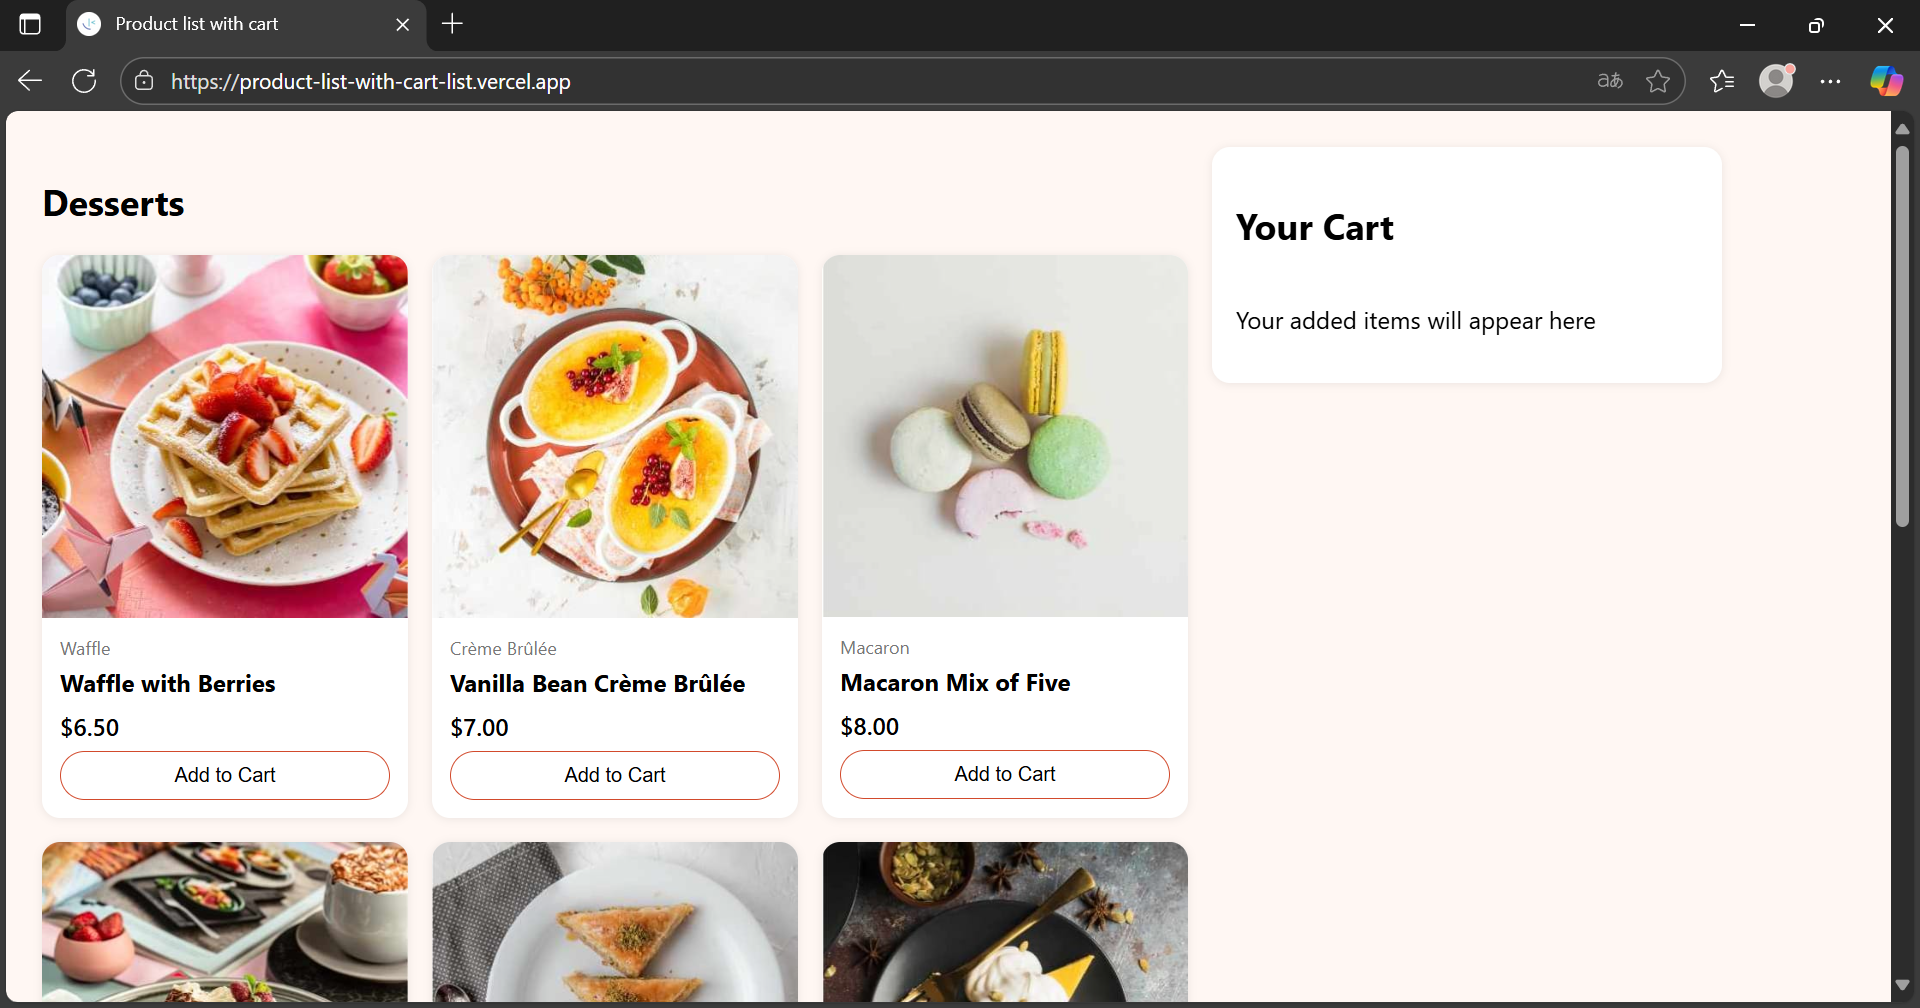 Product list with cart
https://product-list-with-cart-list.vercel.app
Desserts
Waffle
Waffle with Berries
$6.50
Add to Cart
Crème Brûlée
Vanilla Bean Crème Brûlée
$7.00
Add to Cart
Macaron
Macaron Mix of Five
$8.00
Add to Cart
Your Cart
Your added items will appear here